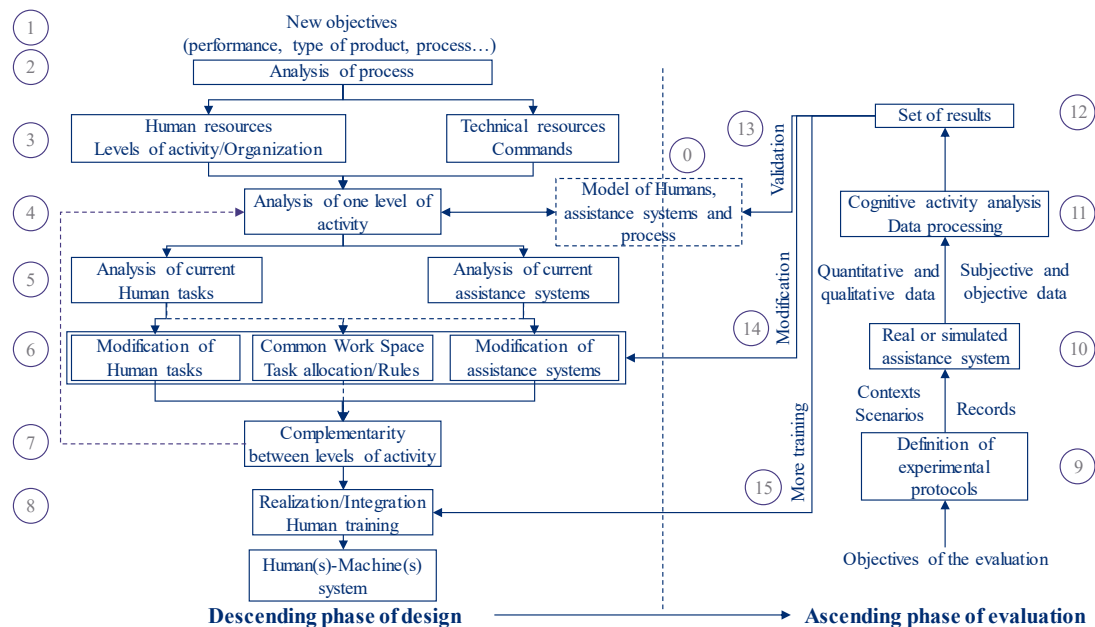 1
New objectives
(performance, type of product, process…)
2
Analysis of process
3
Human resources
Levels of activity/Organization
Technical resources
Commands
13
Validation
Set of results
12
0
4
Analysis of one level of
activity
Model of Humans,
assistance systems and
process
Cognitive activity analysis
Data processing
11
5
Analysis of current
Human tasks
Analysis of current
assistance systems
Quantitative and
qualitative data
Subjective and
objective data
14
Modification
6
Modification of
Human tasks
Common Work Space
Task allocation/Rules
Modification of
assistance systems
Real or simulated
assistance system
10
Contexts
Scenarios
Records
7
Complementarity
between levels of activity
Definition of
experimental
protocols
9
15
More training
8
Realization/Integration
Human training
Human(s)-Machine(s)
system
Objectives of the evaluation
Descending phase of design
Ascending phase of evaluation